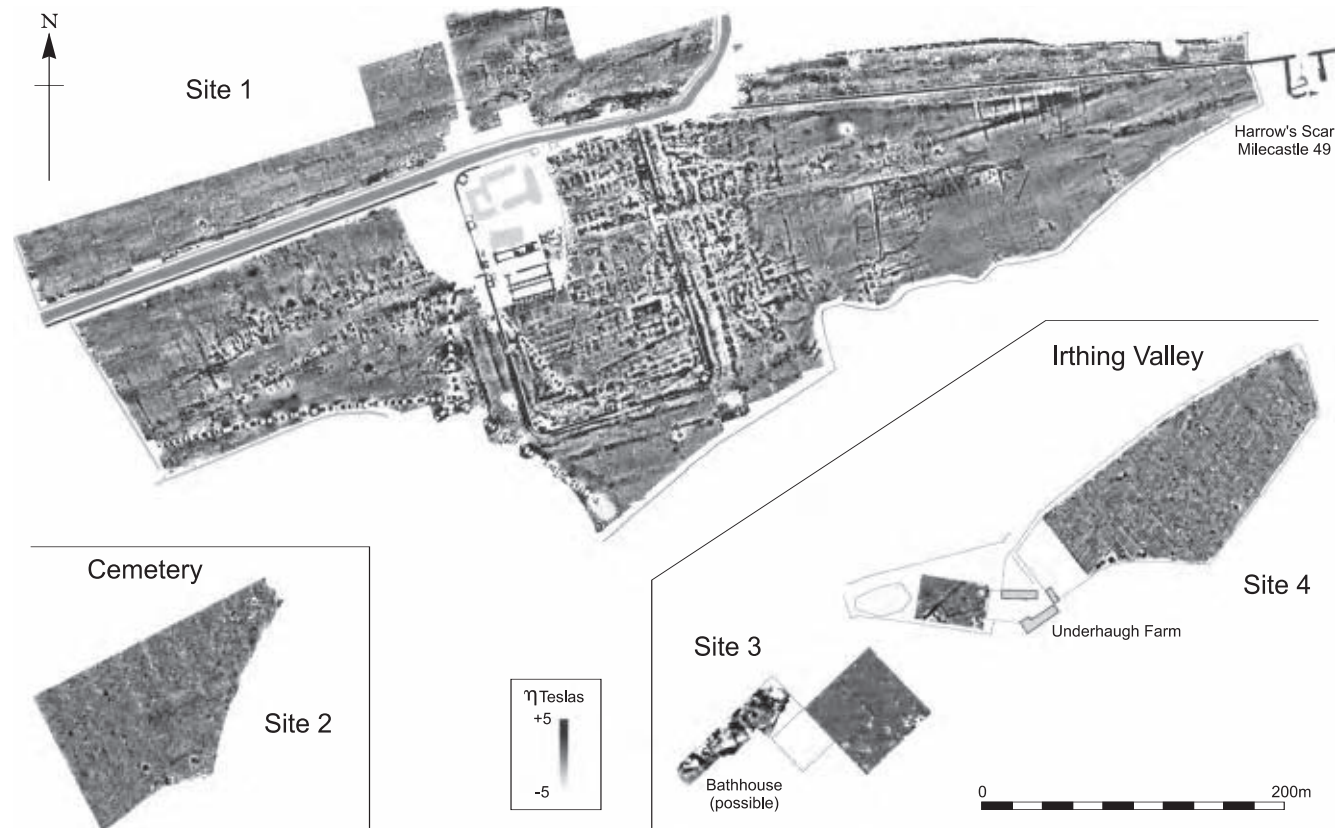 N
Site 1
Harrow's Scar
Milecastle 49
Irthing Valley
Cemetery
Site 4
Underhaugh Farm
Site 3
Site 2
ηTeslas
+5
-5
Bathhouse
(possible)
0
200m